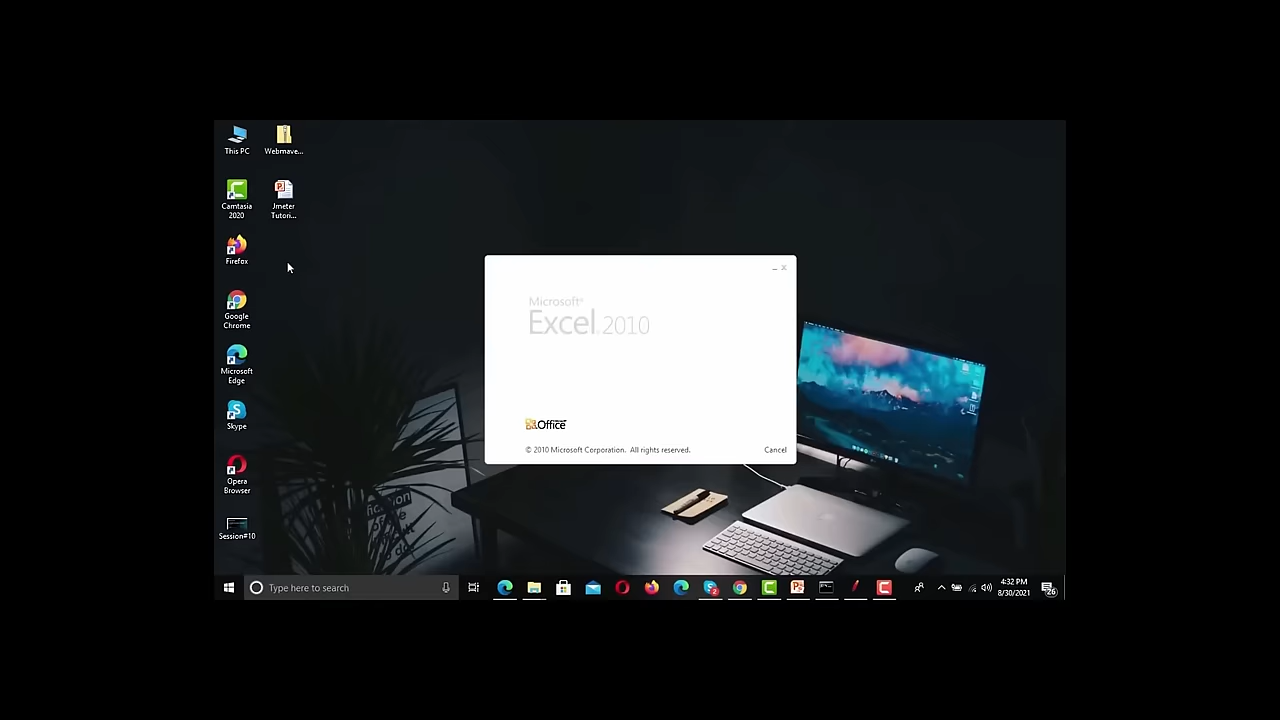 This PC
Webmave...
Camtasia
2020
Jmeter
Tutori...
Firefox
Google
Chrome
Microsoft
Edge
Skype
Opera
Browser
Session#10
Microsoft®
Excel 2010
Office
© 2010 Microsoft Corporation. All rights reserved.
Cancel
Type here to search
2
4:32 PM
8/30/2021
26